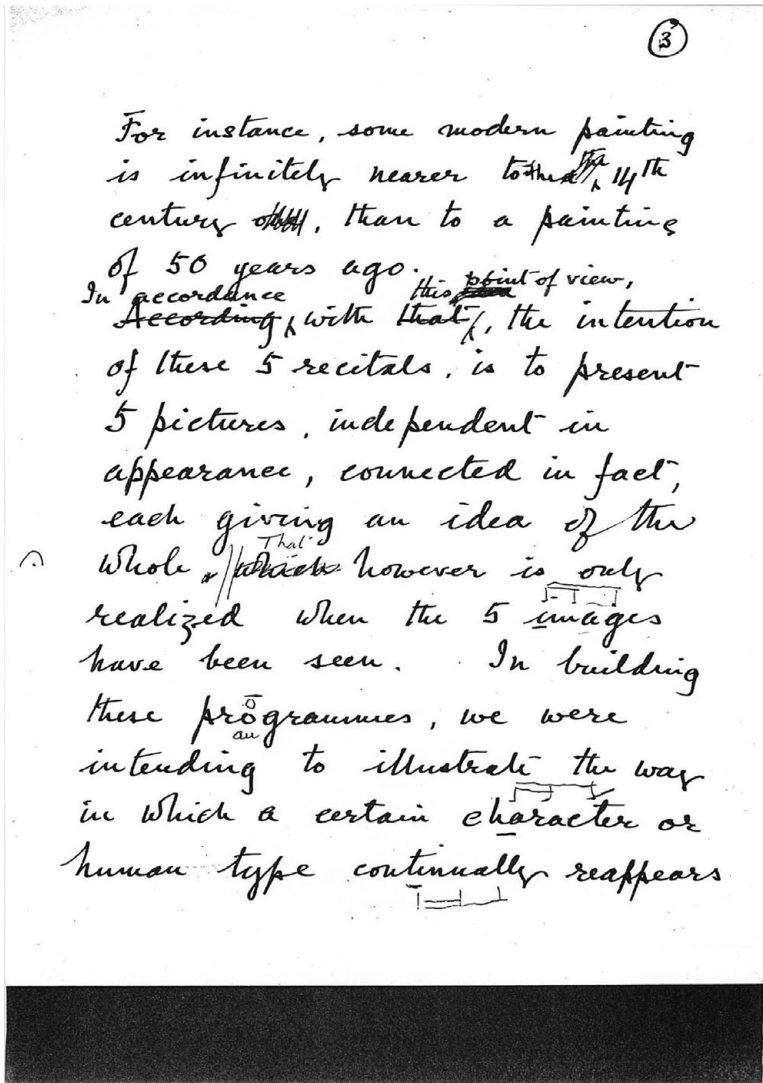 3
For instance, some modern painting
is infinitely nearer to 14th
century, than to a painting
of 50 years ago.
In accordance this point of view,
According, with that, the intention
of these 5 recitals, is to present
5 pictures, independent in
appearance, connected in fact,
each giving an idea of the
That
whole, which however is only
realized when the 5 images
have been seen. In building
these programmes, we were
intending to illustrate the way
in which a certain character or
human type continually reappears